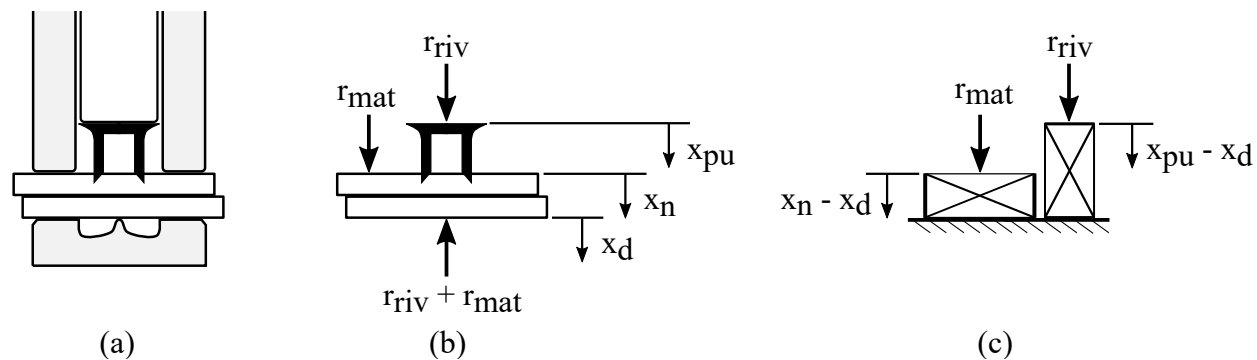 r_riv
r_mat
x_pu
x_n
x_d
r_riv + r_mat
r_riv
r_mat
x_pu - x_d
x_n - x_d
(a)
(b)
(c)